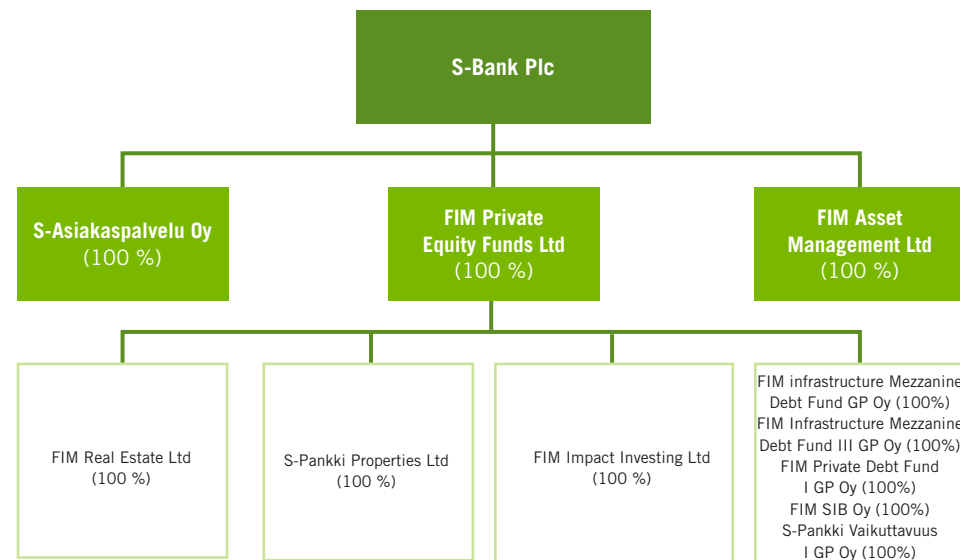 S-Bank Plc
S-Asiakaspalvelu Oy
(100 %)
FIM Private
Equity Funds Ltd
(100 %)
FIM Asset
Management Ltd
(100 %)
FIM Real Estate Ltd
(100 %)
S-Pankki Properties Ltd
(100 %)
FIM Impact Investing Ltd
(100 %)
FIM infrastructure Mezzanine
Debt Fund GP Oy (100%)
FIM Infrastructure Mezzanine
Debt Fund III GP Oy (100%)
FIM Private Debt Fund
I GP Oy (100%)
FIM SIB Oy (100%)
S-Pankki Vaikuttavuus
I GP Oy (100%)